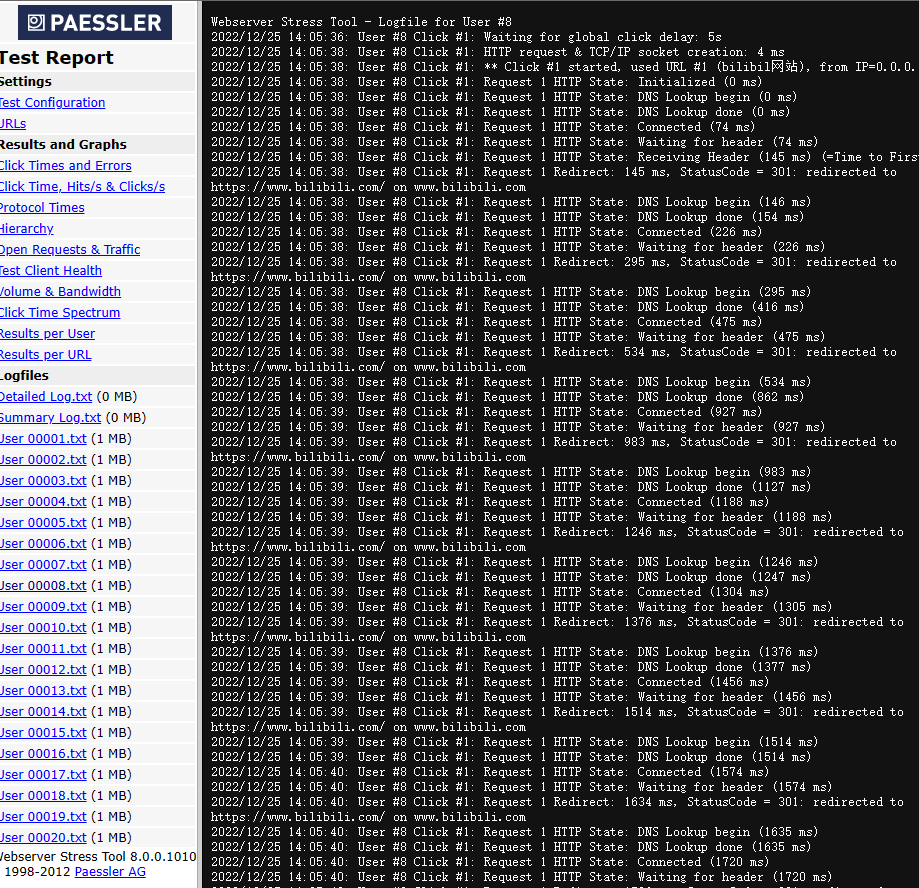 PAESSLER
Test Report
Settings
Test Configuration
URLs
Results and Graphs
Click Times and Errors
Click Time, Hits/s & Clicks/s
Protocol Times
Hierarchy
Open Requests & Traffic
Test Client Health
Volume & Bandwidth
Click Time Spectrum
Results per User
Results per URL
Logfiles
Detailed Log.txt (0 MB)
Summary Log.txt (0 MB)
User 00001.txt (1 MB)
User 00002.txt (1 MB)
User 00003.txt (1 MB)
User 00004.txt (1 MB)
User 00005.txt (1 MB)
User 00006.txt (1 MB)
User 00007.txt (1 MB)
User 00008.txt (1 MB)
User 00009.txt (1 MB)
User 00010.txt (1 MB)
User 00011.txt (1 MB)
User 00012.txt (1 MB)
User 00013.txt (1 MB)
User 00014.txt (1 MB)
User 00015.txt (1 MB)
User 00016.txt (1 MB)
User 00017.txt (1 MB)
User 00018.txt (1 MB)
User 00019.txt (1 MB)
User 00020.txt (1 MB)
Webserver Stress Tool 8.0.0.1010
1998-2012 Paessler AG
Webserver Stress Tool - Logfile for User #8
2022/12/25 14:05:36: User #8 Click #1: Waiting for global click delay: 5s
2022/12/25 14:05:38: User #8 Click #1: HTTP request & TCP/IP socket creation: 4 ms
2022/12/25 14:05:38: User #8 Click #1: ** Click #1 started, used URL #1 (bilibil网站), from IP=0.0.0.
2022/12/25 14:05:38: User #8 Click #1: Request 1 HTTP State: Initialized (0 ms)
2022/12/25 14:05:38: User #8 Click #1: Request 1 HTTP State: DNS Lookup begin (0 ms)
2022/12/25 14:05:38: User #8 Click #1: Request 1 HTTP State: DNS Lookup done (0 ms)
2022/12/25 14:05:38: User #8 Click #1: Request 1 HTTP State: Connected (74 ms)
2022/12/25 14:05:38: User #8 Click #1: Request 1 HTTP State: Waiting for header (74 ms)
2022/12/25 14:05:38: User #8 Click #1: Request 1 HTTP State: Receiving Header (145 ms) (=Time to Firs
2022/12/25 14:05:38: User #8 Click #1: Request 1 Redirect: 145 ms, StatusCode = 301: redirected to
https://www.bilibili.com/ on www.bilibili.com
2022/12/25 14:05:38: User #8 Click #1: Request 1 HTTP State: DNS Lookup begin (146 ms)
2022/12/25 14:05:38: User #8 Click #1: Request 1 HTTP State: DNS Lookup done (154 ms)
2022/12/25 14:05:38: User #8 Click #1: Request 1 HTTP State: Connected (226 ms)
2022/12/25 14:05:38: User #8 Click #1: Request 1 HTTP State: Waiting for header (226 ms)
2022/12/25 14:05:38: User #8 Click #1: Request 1 Redirect: 295 ms, StatusCode = 301: redirected to
https://www.bilibili.com/ on www.bilibili.com
2022/12/25 14:05:38: User #8 Click #1: Request 1 HTTP State: DNS Lookup begin (295 ms)
2022/12/25 14:05:38: User #8 Click #1: Request 1 HTTP State: DNS Lookup done (416 ms)
2022/12/25 14:05:38: User #8 Click #1: Request 1 HTTP State: Connected (475 ms)
2022/12/25 14:05:38: User #8 Click #1: Request 1 HTTP State: Waiting for header (475 ms)
2022/12/25 14:05:38: User #8 Click #1: Request 1 Redirect: 534 ms, StatusCode = 301: redirected to
https://www.bilibili.com/ on www.bilibili.com
2022/12/25 14:05:38: User #8 Click #1: Request 1 HTTP State: DNS Lookup begin (534 ms)
2022/12/25 14:05:38: User #8 Click #1: Request 1 HTTP State: DNS Lookup done (862 ms)
2022/12/25 14:05:39: User #8 Click #1: Request 1 HTTP State: Connected (927 ms)
2022/12/25 14:05:39: User #8 Click #1: Request 1 HTTP State: Waiting for header (927 ms)
2022/12/25 14:05:39: User #8 Click #1: Request 1 Redirect: 983 ms, StatusCode = 301: redirected to
https://www.bilibili.com/ on www.bilibili.com
2022/12/25 14:05:39: User #8 Click #1: Request 1 HTTP State: DNS Lookup begin (983 ms)
2022/12/25 14:05:39: User #8 Click #1: Request 1 HTTP State: DNS Lookup done (1127 ms)
2022/12/25 14:05:39: User #8 Click #1: Request 1 HTTP State: Connected (1188 ms)
2022/12/25 14:05:39: User #8 Click #1: Request 1 HTTP State: Waiting for header (1188 ms)
2022/12/25 14:05:39: User #8 Click #1: Request 1 Redirect: 1246 ms, StatusCode = 301: redirected to
https://www.bilibili.com/ on www.bilibili.com
2022/12/25 14:05:39: User #8 Click #1: Request 1 HTTP State: DNS Lookup begin (1246 ms)
2022/12/25 14:05:39: User #8 Click #1: Request 1 HTTP State: DNS Lookup done (1247 ms)
2022/12/25 14:05:39: User #8 Click #1: Request 1 HTTP State: Connected (1304 ms)
2022/12/25 14:05:39: User #8 Click #1: Request 1 HTTP State: Waiting for header (1305 ms)
2022/12/25 14:05:39: User #8 Click #1: Request 1 Redirect: 1376 ms, StatusCode = 301: redirected to
https://www.bilibili.com/ on www.bilibili.com
2022/12/25 14:05:39: User #8 Click #1: Request 1 HTTP State: DNS Lookup begin (1376 ms)
2022/12/25 14:05:39: User #8 Click #1: Request 1 HTTP State: DNS Lookup done (1377 ms)
2022/12/25 14:05:39: User #8 Click #1: Request 1 HTTP State: Connected (1456 ms)
2022/12/25 14:05:39: User #8 Click #1: Request 1 HTTP State: Waiting for header (1456 ms)
2022/12/25 14:05:39: User #8 Click #1: Request 1 Redirect: 1514 ms, StatusCode = 301: redirected to
https://www.bilibili.com/ on www.bilibili.com
2022/12/25 14:05:39: User #8 Click #1: Request 1 HTTP State: DNS Lookup begin (1514 ms)
2022/12/25 14:05:39: User #8 Click #1: Request 1 HTTP State: DNS Lookup done (1514 ms)
2022/12/25 14:05:40: User #8 Click #1: Request 1 HTTP State: Connected (1574 ms)
2022/12/25 14:05:40: User #8 Click #1: Request 1 HTTP State: Waiting for header (1574 ms)
2022/12/25 14:05:40: User #8 Click #1: Request 1 Redirect: 1634 ms, StatusCode = 301: redirected to
https://www.bilibili.com/ on www.bilibili.com
2022/12/25 14:05:40: User #8 Click #1: Request 1 HTTP State: DNS Lookup begin (1635 ms)
2022/12/25 14:05:40: User #8 Click #1: Request 1 HTTP State: DNS Lookup done (1635 ms)
2022/12/25 14:05:40: User #8 Click #1: Request 1 HTTP State: Connected (1720 ms)
2022/12/25 14:05:40: User #8 Click #1: Request 1 HTTP State: Waiting for header (1720 ms)